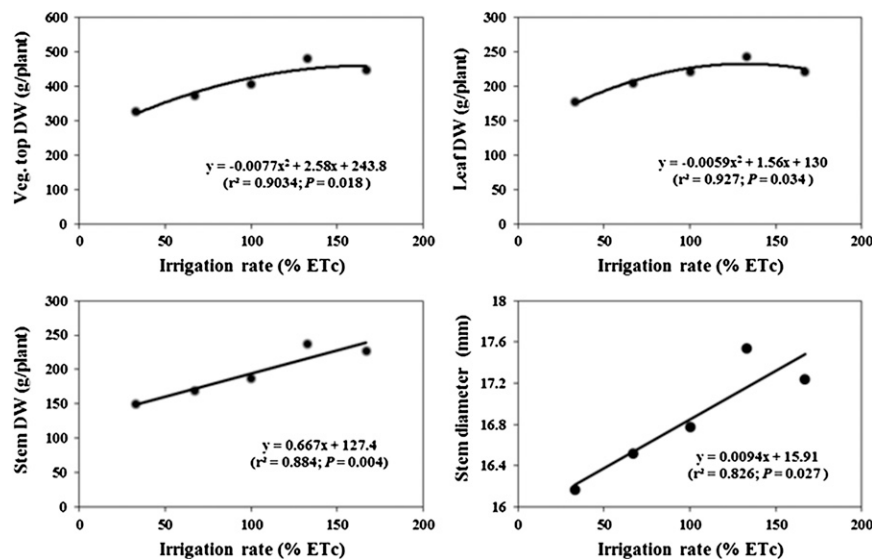 Veg. top DW (g/plant)
600
500
400
300
200
100
0
y = -0.0077x² + 2.58x + 243.8
(r² = 0.9034; P = 0.018 )
0 50 100 150 200
Irrigation rate (% ETc)
Leaf DW (g/plant)
300
250
200
150
100
50
0
y = -0.0059x² + 1.56x + 130
(r² = 0.927; P = 0.034 )
0 50 100 150 200
Irrigation rate (% ETc)
Stem DW (g/plant)
300
250
200
150
100
50
0
y = 0.667x + 127.4
(r² = 0.884; P = 0.004 )
0 50 100 150 200
Irrigation rate (% ETc)
Stem diameter (mm)
18
17.6
17.2
16.8
16.4
16
y = 0.0094x + 15.91
(r² = 0.826; P = 0.027 )
0 50 100 150 200
Irrigation rate (% ETc)